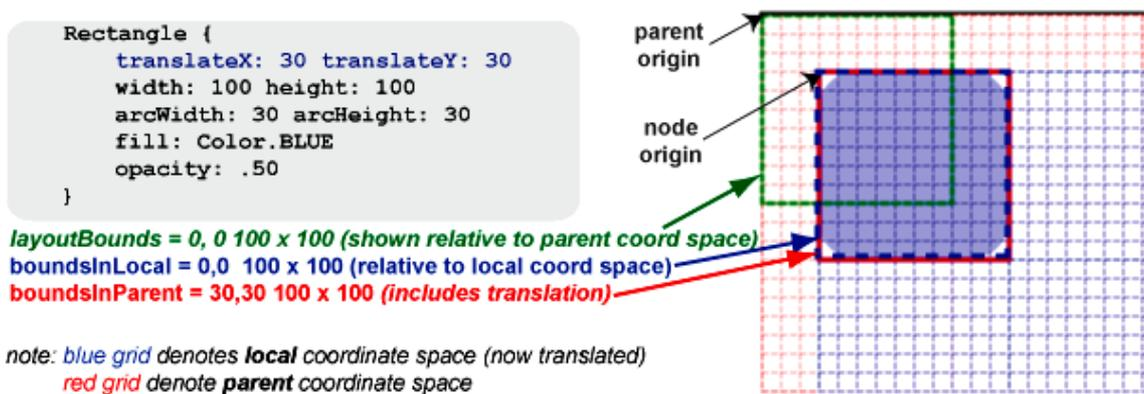 Rectangle {
translateX: 30 translateY: 30
width: 100 height: 100
arcWidth: 30 arcHeight: 30
fill: Color.BLUE
opacity: .50
}
parent
origin
node
origin
layoutBounds = 0, 0 100 x 100 (shown relative to parent coord space)
boundsInLocal = 0,0 100 x 100 (relative to local coord space)
boundsInParent = 30,30 100 x 100 (includes translation)
note: blue grid denotes local coordinate space (now translated)
red grid denote parent coordinate space